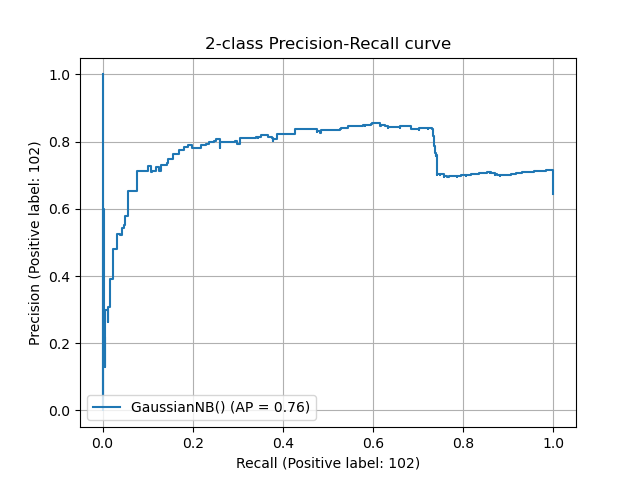 2-class Precision-Recall curve
1.0
0.8
0.6
0.4
0.2
0.0
Precision (Positive label: 102)
GaussianNB() (AP = 0.76)
0.0 0.2 0.4 0.6 0.8 1.0
Recall (Positive label: 102)